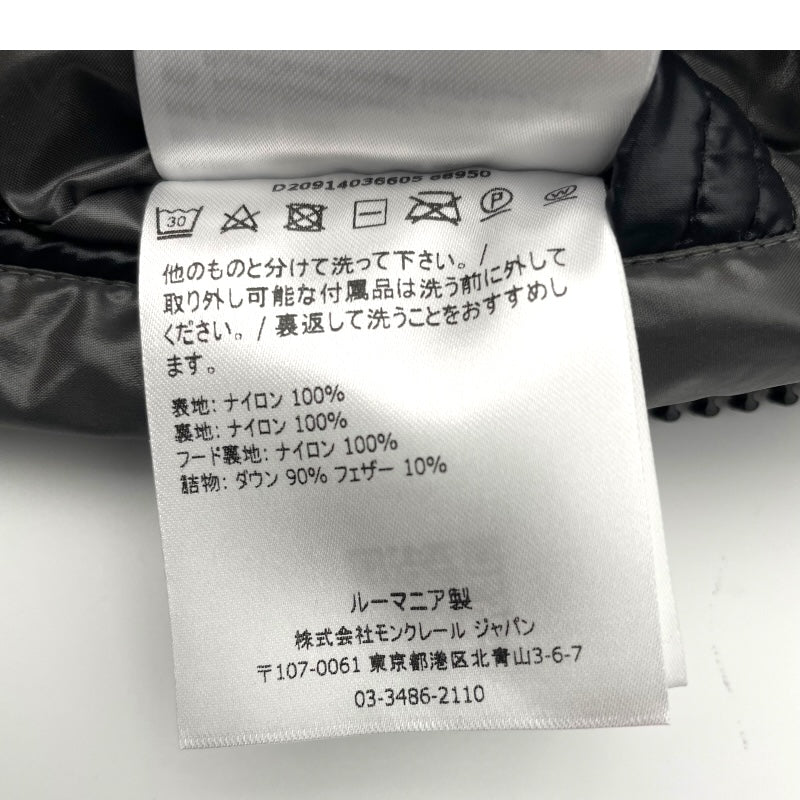 D20914036605 68950
30
P
W
他のものと分けて洗って下さい。/
取り外し可能な付属品は洗う前に外して
ください。/ 裏返して洗うことをおすすめし
ます。
表地: ナイロン 100%
裏地: ナイロン 100%
フード裏地: ナイロン 100%
詰物: ダウン 90% フェザー 10%
ルーマニア製
株式会社モンクレール ジャパン
〒107-0061 東京都港区北青山3-6-7
03-3486-2110